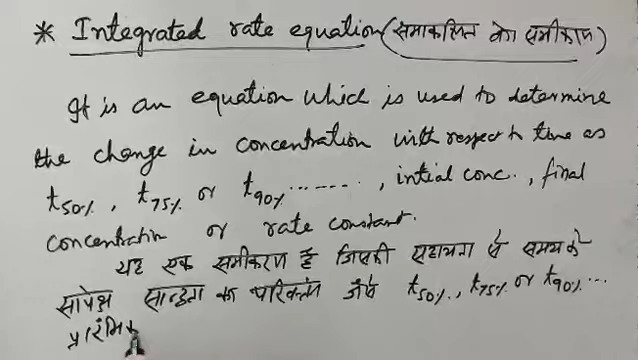 * Integrated rate equation (समाकलित वेग समीकरण)
It is an equation which is used to determine
the change in concentration with respect to time as
t50%, t75% or t90% ......., intial conc., final
concentration or rate constant.
यह एक समीकरण है जिसकी सहायता से समय के
सापेक्ष सान्द्रता का परिवर्तन जैसे t50%, t75% or t90% ...
प्रारंभिक